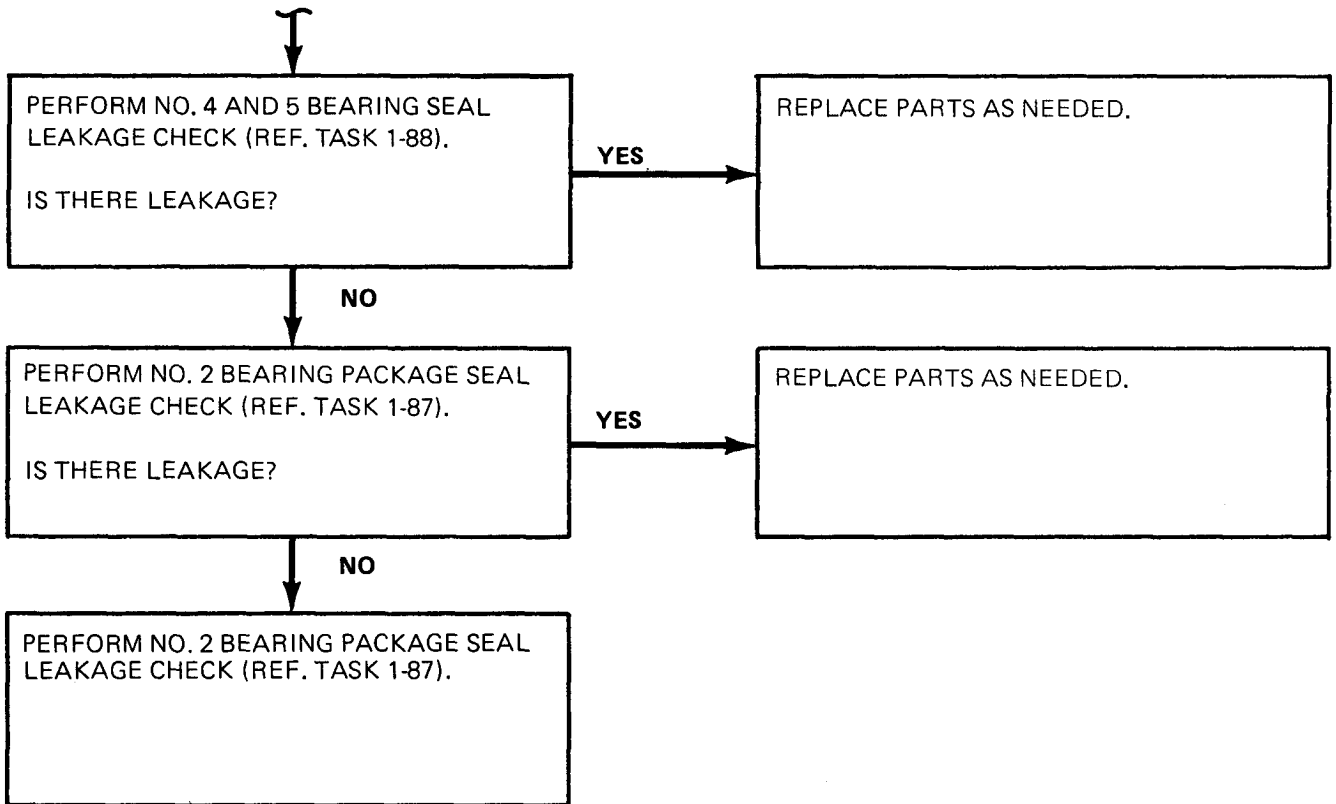 PERFORM NO. 4 AND 5 BEARING SEAL
LEAKAGE CHECK (REF. TASK 1-88).
IS THERE LEAKAGE?
YES
REPLACE PARTS AS NEEDED.
NO
PERFORM NO. 2 BEARING PACKAGE SEAL
LEAKAGE CHECK (REF. TASK 1-87).
IS THERE LEAKAGE?
YES
REPLACE PARTS AS NEEDED.
NO
PERFORM NO. 2 BEARING PACKAGE SEAL
LEAKAGE CHECK (REF. TASK 1-87).